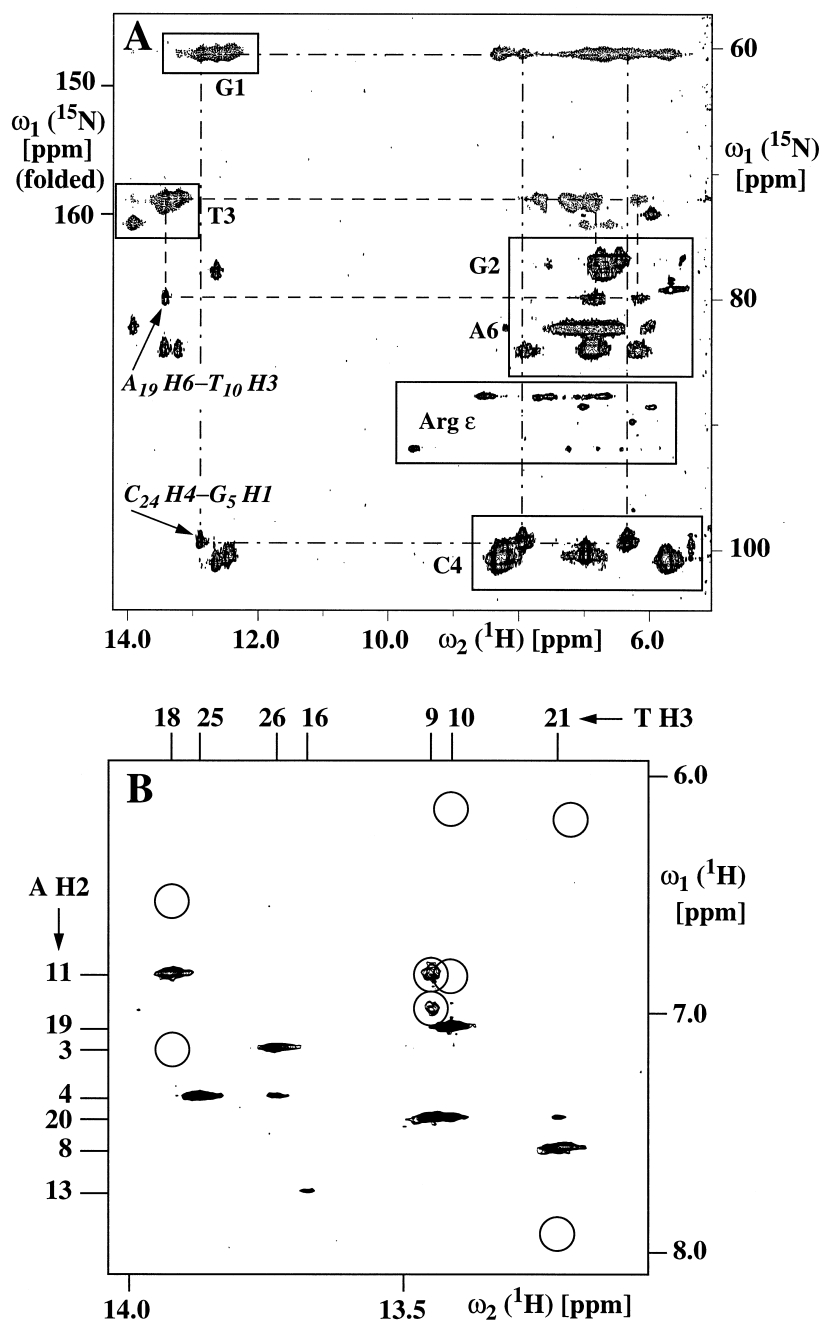 A
G1
60
150
ω1 (15N)
[ppm]
(folded)
ω1 (15N)
[ppm]
T3
160
G2
80
A6
A19 H6–T10 H3
Arg ε
C24 H4–G5 H1
C4
100
14.0 12.0 10.0 ω2 (1H) [ppm] 6.0
18 25 26 16 9 10 21 T H3
B
6.0
A H2
ω1 (1H)
[ppm]
11
7.0
19
3
4
20
8
13
8.0
14.0 13.5 ω2 (1H) [ppm]